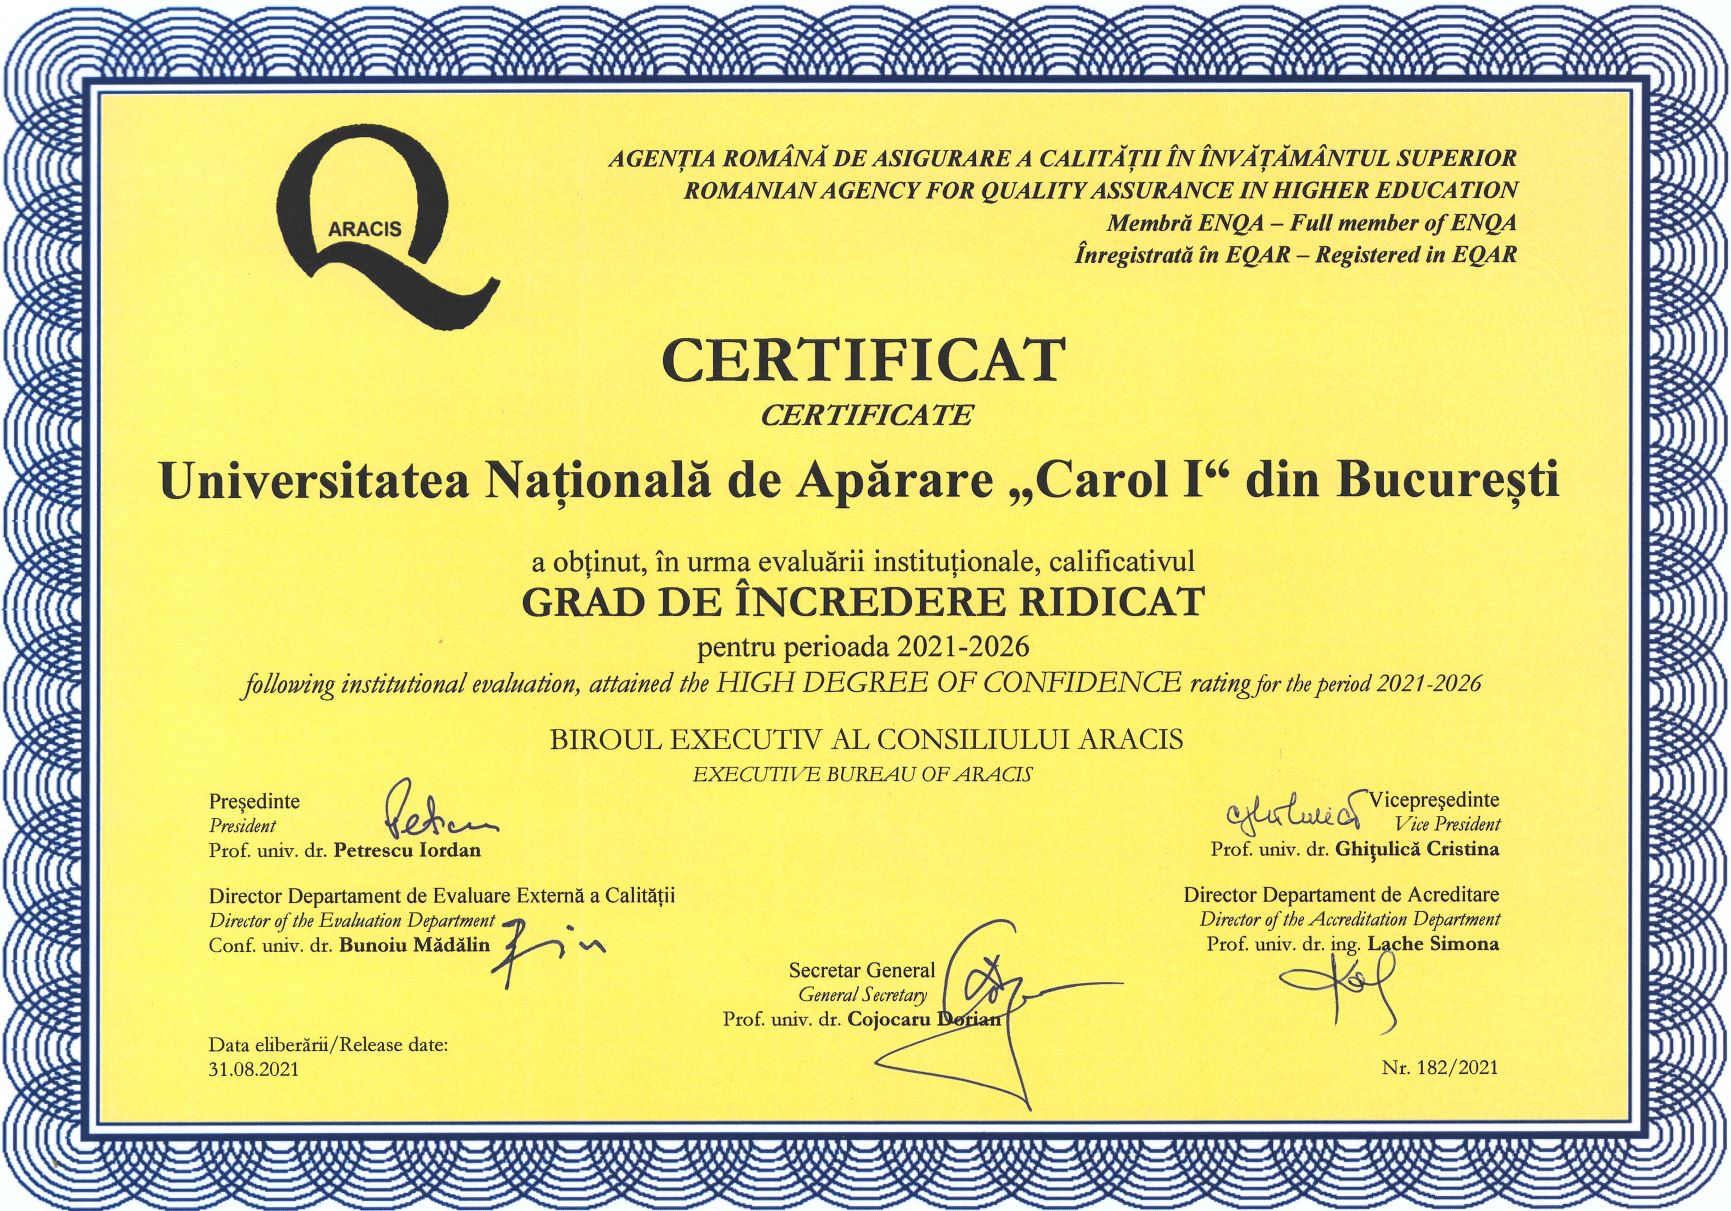 ARACIS
AGENȚIA ROMÂNĂ DE ASIGURARE A CALITĂȚII ÎN ÎNVĂȚĂMÂNTUL SUPERIOR
ROMANIAN AGENCY FOR QUALITY ASSURANCE IN HIGHER EDUCATION
Membră ENQA – Full member of ENQA
Înregistrată în EQAR – Registered in EQAR
CERTIFICAT
CERTIFICATE
Universitatea Națională de Apărare „Carol I“ din București
a obținut, în urma evaluării instituționale, calificativul
GRAD DE ÎNCREDERE RIDICAT
pentru perioada 2021-2026
following institutional evaluation, attained the HIGH DEGREE OF CONFIDENCE rating for the period 2021-2026
BIROUL EXECUTIV AL CONSILIULUI ARACIS
EXECUTIVE BUREAU OF ARACIS
Președinte
President
Prof. univ. dr. Petrescu Iordan
Vicepreședinte
Vice President
Prof. univ. dr. Ghițulică Cristina
Director Departament de Evaluare Externă a Calității
Director of the Evaluation Department
Conf. univ. dr. Bunoiu Mădălin
Director Departament de Acreditare
Director of the Accreditation Department
Prof. univ. dr. ing. Lache Simona
Secretar General
General Secretary
Prof. univ. dr. Cojocaru Dorian
Data eliberării/Release date:
31.08.2021
Nr. 182/2021